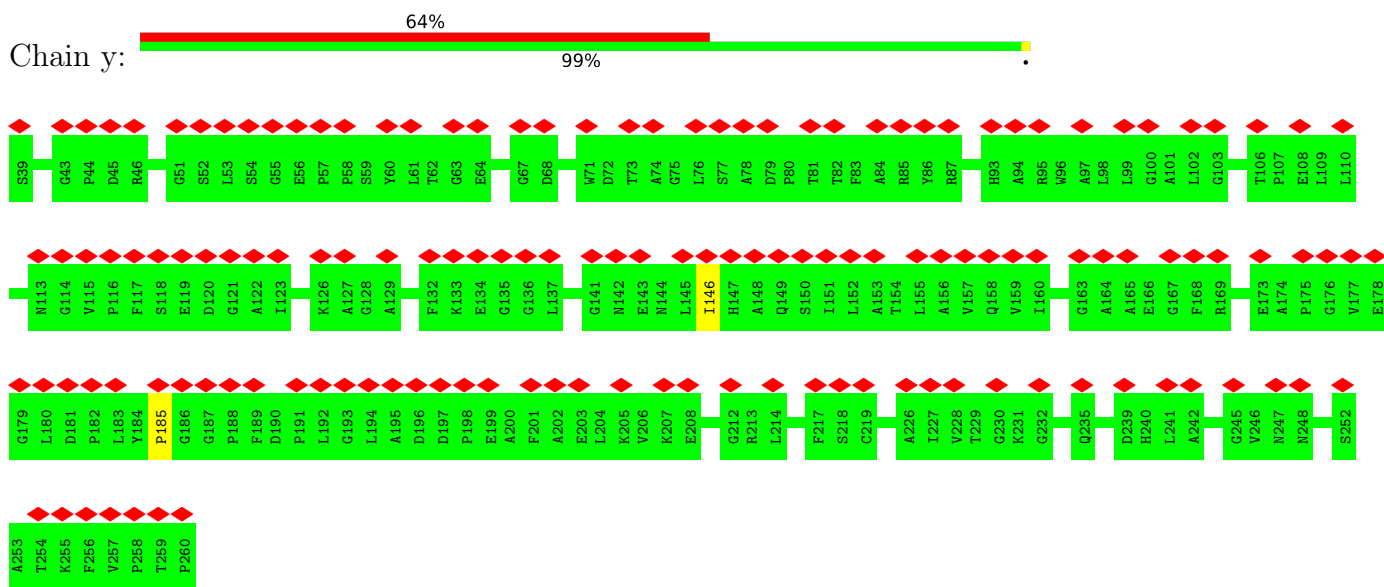 64%
Chain y:
99%
.
S39 G43 P44 D45 R46 G51 S52 L53 S54 G55 E56 P57 P58 S59 Y60 L61 T62 G63 E64 G67 D68 W71 D72 T73 A74 G75 L76 S77 A78 D79 P80 T81 T82 F83 A84 R85 Y86 R87 H93 A94 R95 W96 A97 L98 L99 G100 A101 L102 G103 T106 P107 E108 L109 L110
N113 G114 V115 P116 F117 S118 E119 D120 G121 A122 I123 K126 A127 G128 A129 F132 K133 E134 G135 G136 L137 G141 N142 E143 N144 L145 I146 H147 A148 Q149 S150 I151 L152 A153 T154 L155 A156 V157 Q158 V159 I160 G163 A164 A165 E166 G167 F168 R169 E173 A174 P175 G176 V177 E178
G179 L180 D181 P182 L183 Y184 P185 G186 G187 P188 F189 D190 P191 L192 G193 L194 A195 D196 D197 P198 E199 A200 F201 A202 E203 L204 K205 V206 K207 E208 G212 R213 L214 F217 S218 C219 A226 I227 V228 T229 G230 K231 G232 Q235 D239 H240 L241 A242 G245 V246 N247 N248 S252
A253 T254 K255 F256 V257 P258 T259 P260